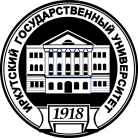 ИРКУТСКИЙ ГОСУДАРСТВЕННЫЙ УНИВЕРСИТЕТ
1918